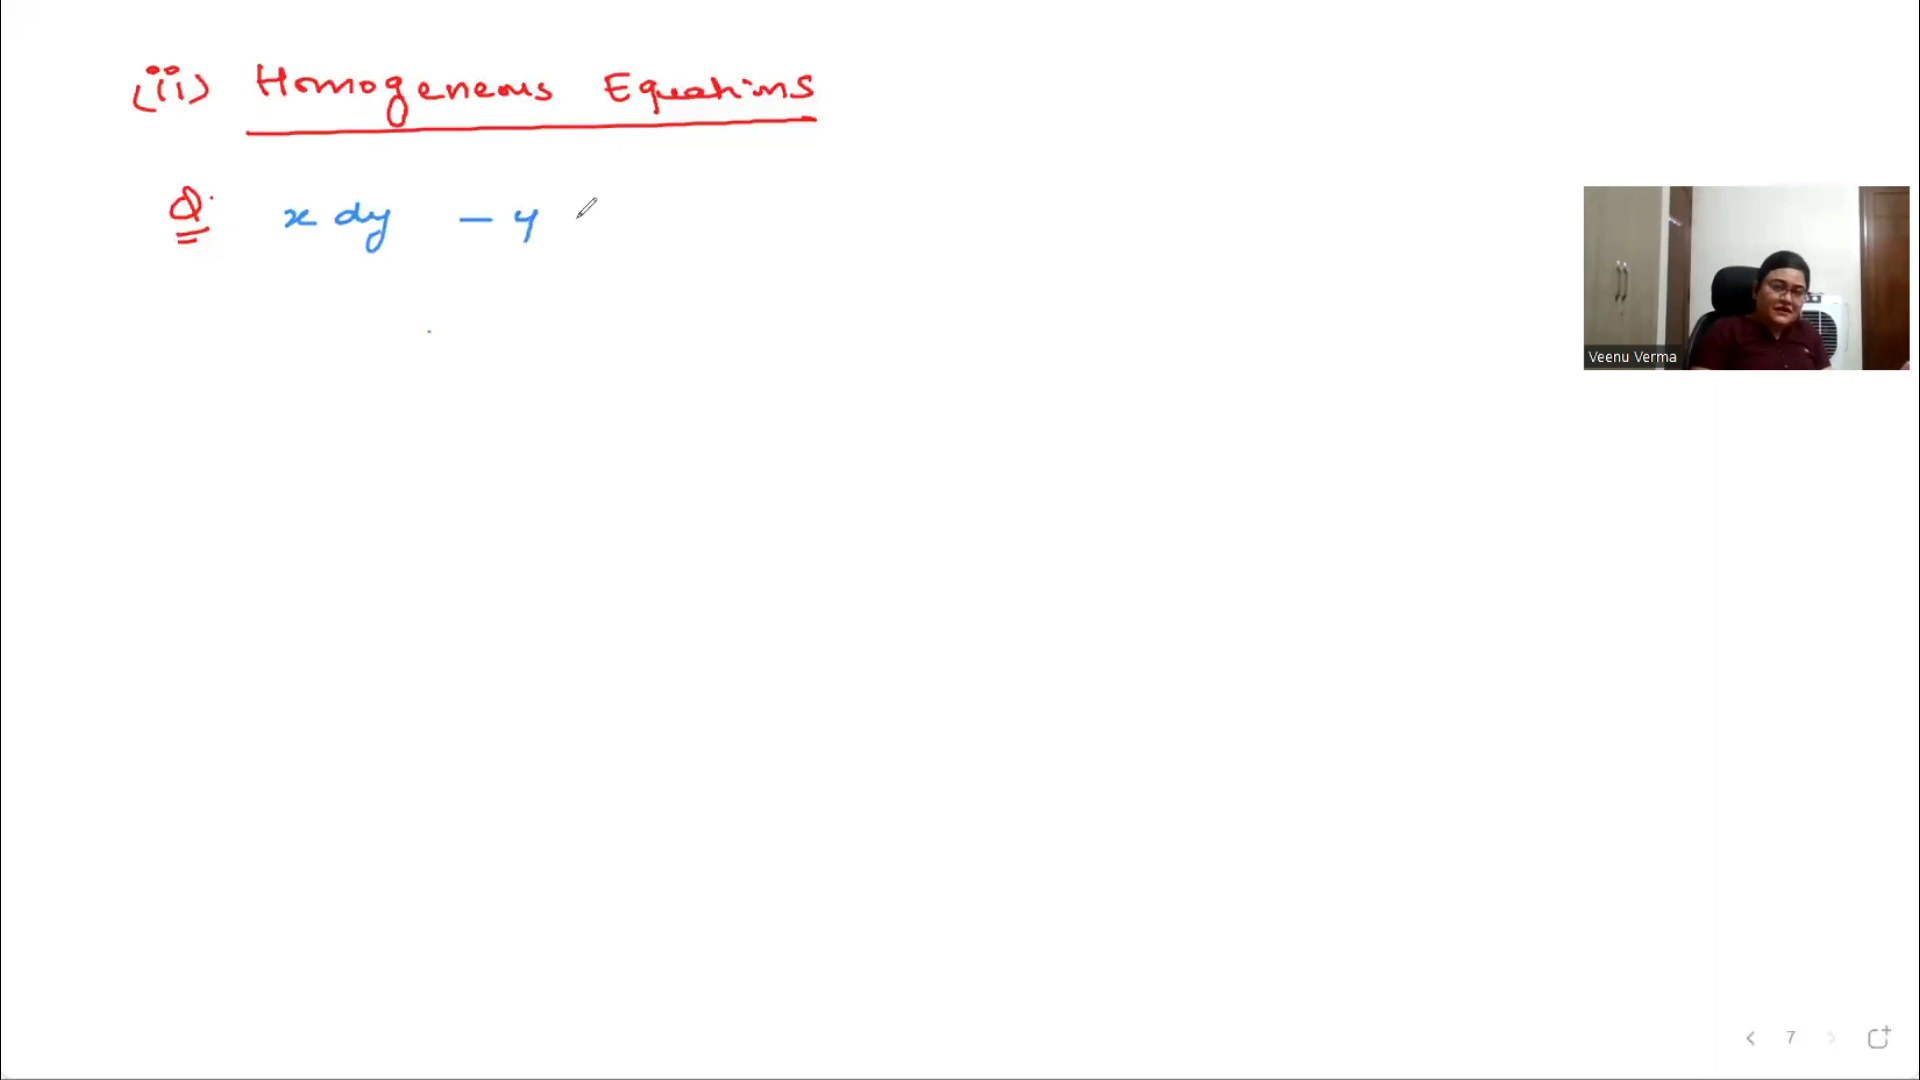 (ii) Homogeneous Equations
Q. x dy - y
Veenu Verma
7